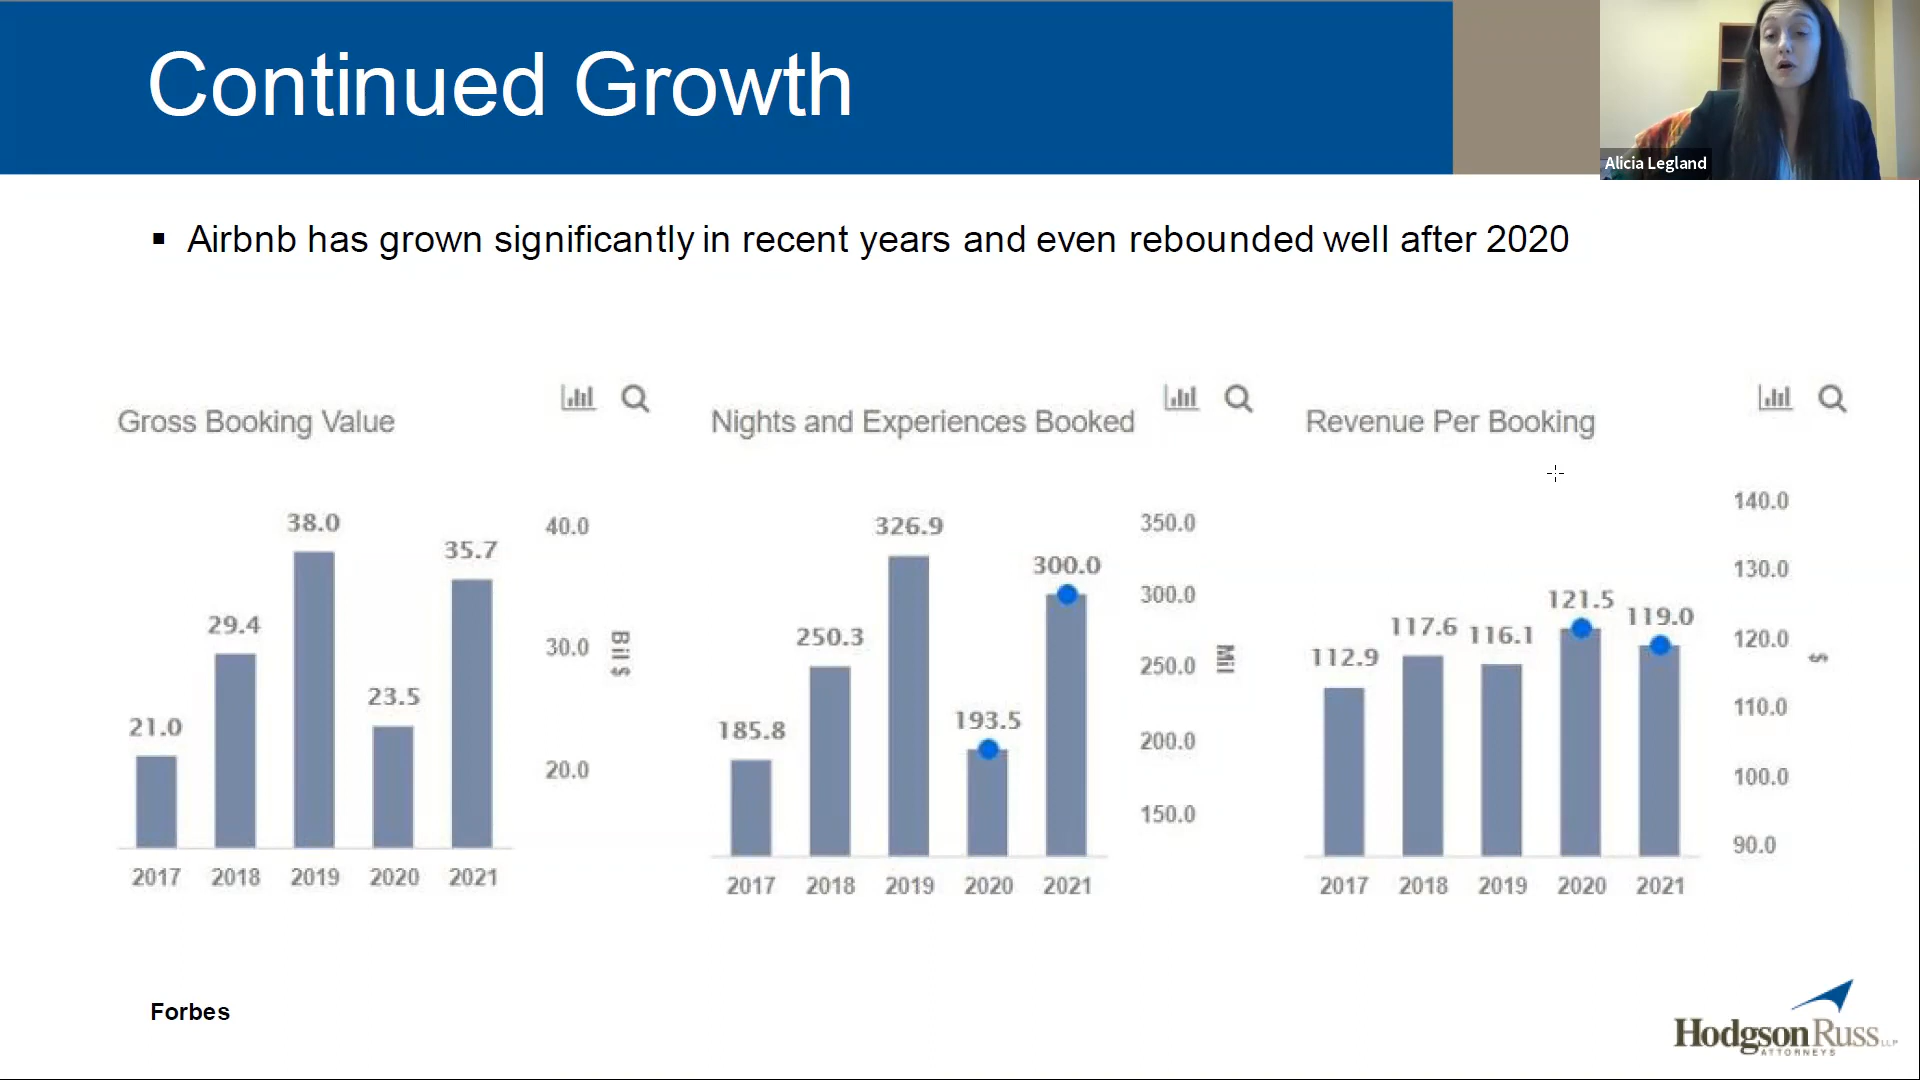 Continued Growth
Alicia Legland
▪ Airbnb has grown significantly in recent years and even rebounded well after 2020
Gross Booking Value
38.0
35.7
29.4
23.5
21.0
40.0
30.0
20.0
Bil $
2017 2018 2019 2020 2021
Nights and Experiences Booked
326.9
300.0
250.3
193.5
185.8
350.0
300.0
250.0
200.0
150.0
Mil
2017 2018 2019 2020 2021
Revenue Per Booking
121.5
119.0
117.6
116.1
112.9
140.0
130.0
120.0
110.0
100.0
90.0
$
2017 2018 2019 2020 2021
Forbes
Hodgson Russ LLP
ATTORNEYS